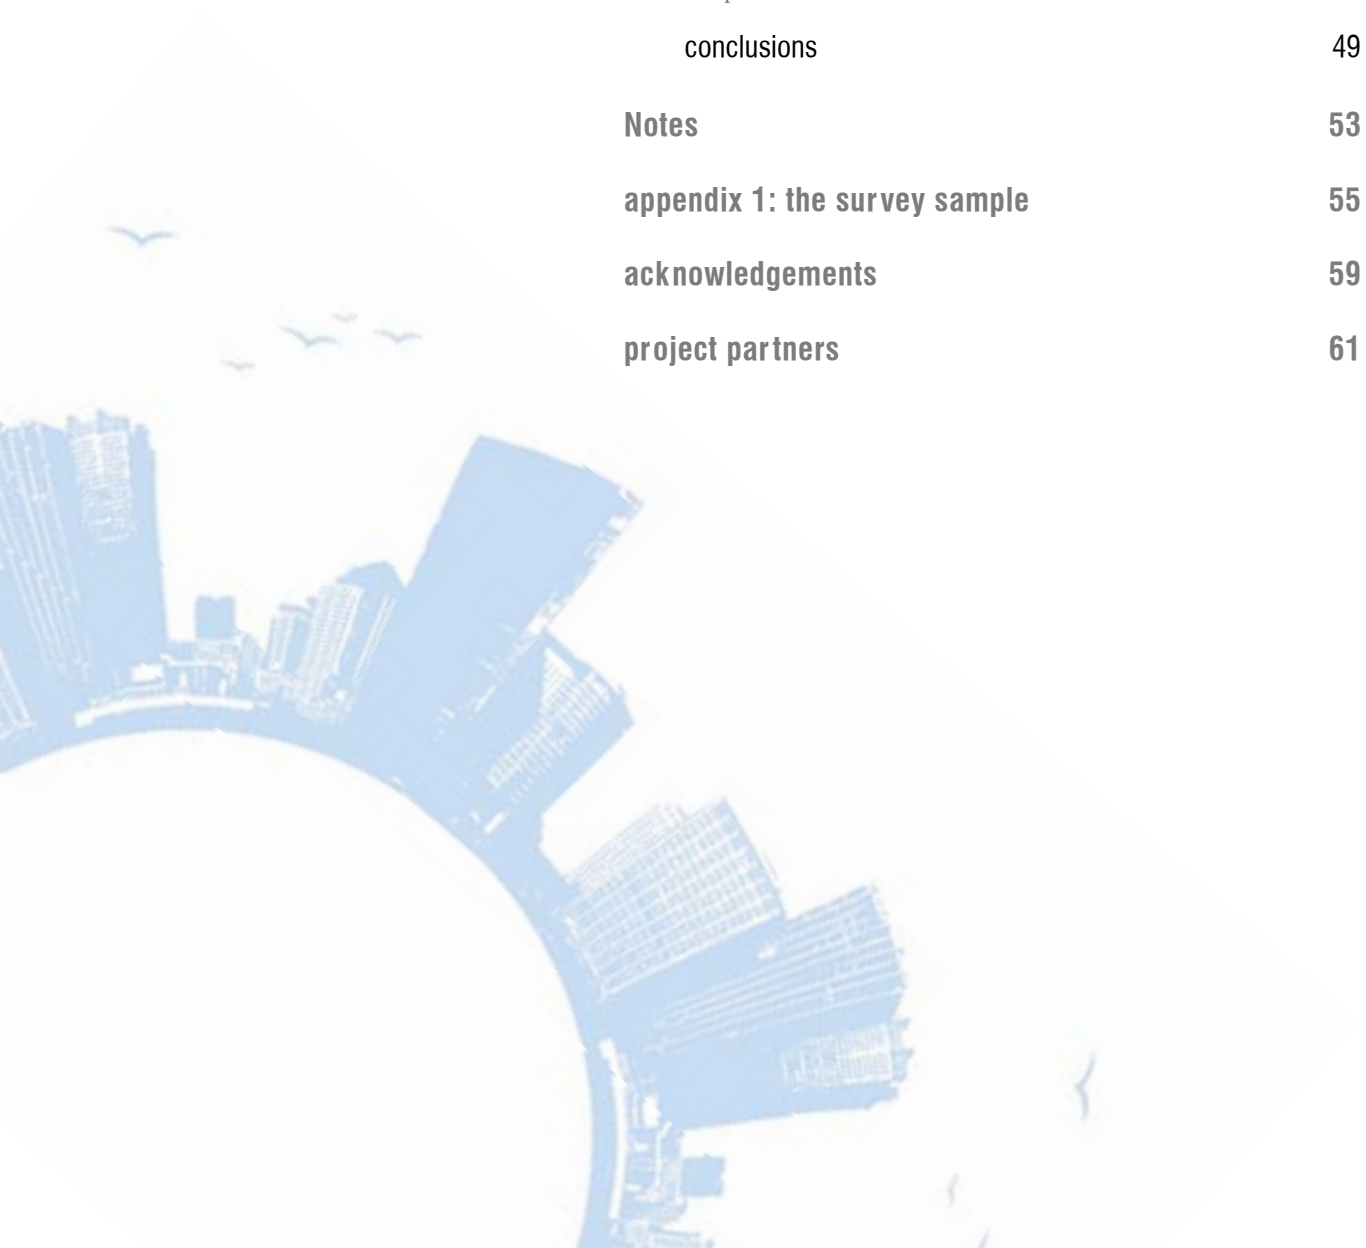 conclusions 49
Notes 53
appendix 1: the survey sample 55
acknowledgements 59
project partners 61